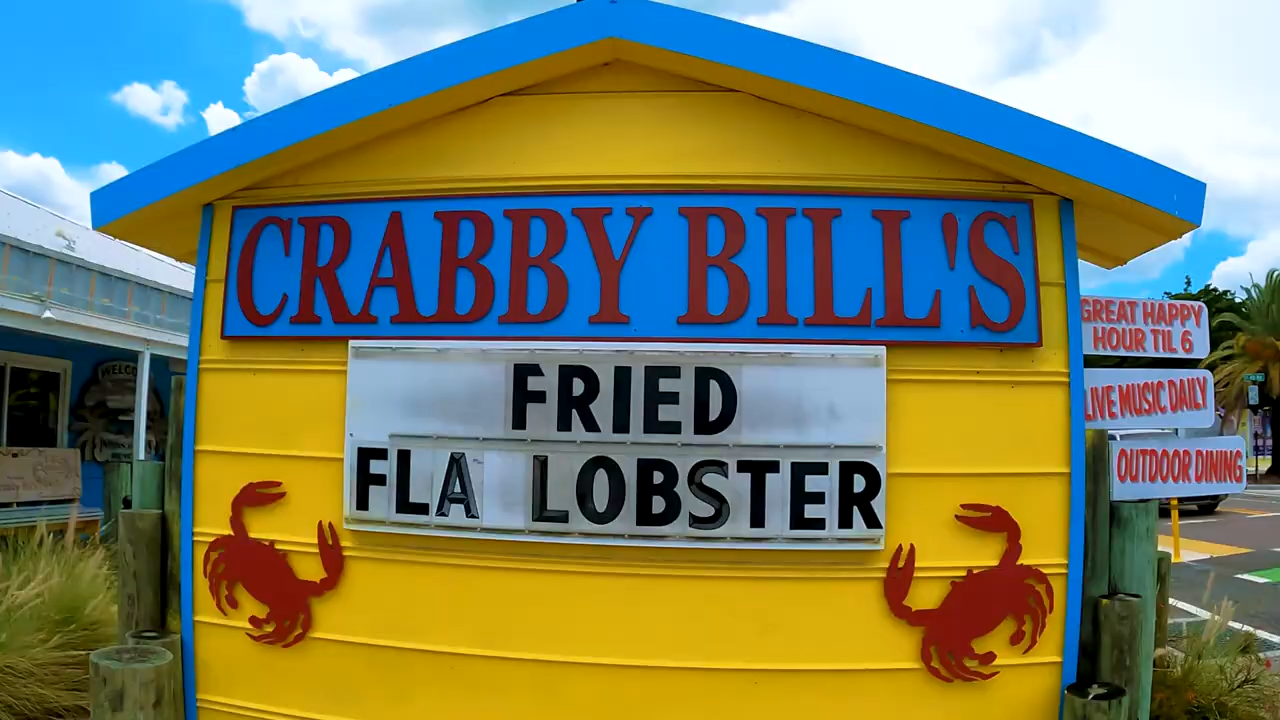 CRABBY BILL'S
FRIED
FLA LOBSTER
GREAT HAPPY
HOUR TIL 6
LIVE MUSIC DAILY
OUTDOOR DINING